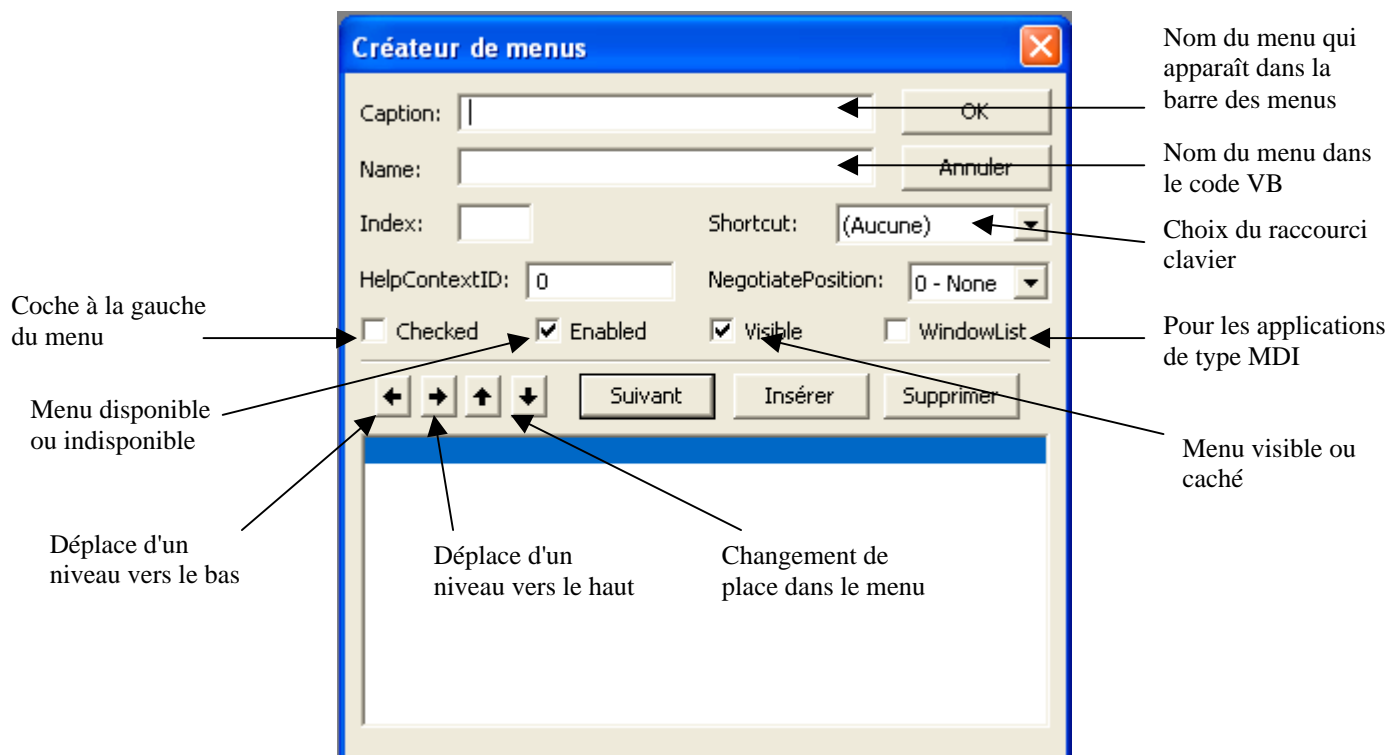 Créateur de menus
Nom du menu qui
apparaît dans la
barre des menus
Caption:
OK
Name:
Annuler
Nom du menu dans
le code VB
Index:
Shortcut:
(Aucune)
Choix du raccourci
clavier
HelpContextID:
0
NegotiatePosition:
0 - None
Coche à la gauche
du menu
Checked
Enabled
Visible
WindowList
Pour les applications
de type MDI
Menu disponible
ou indisponible
Suivant
Insérer
Supprimer
Menu visible ou
caché
Déplace d'un
niveau vers le bas
Déplace d'un
niveau vers le haut
Changement de
place dans le menu